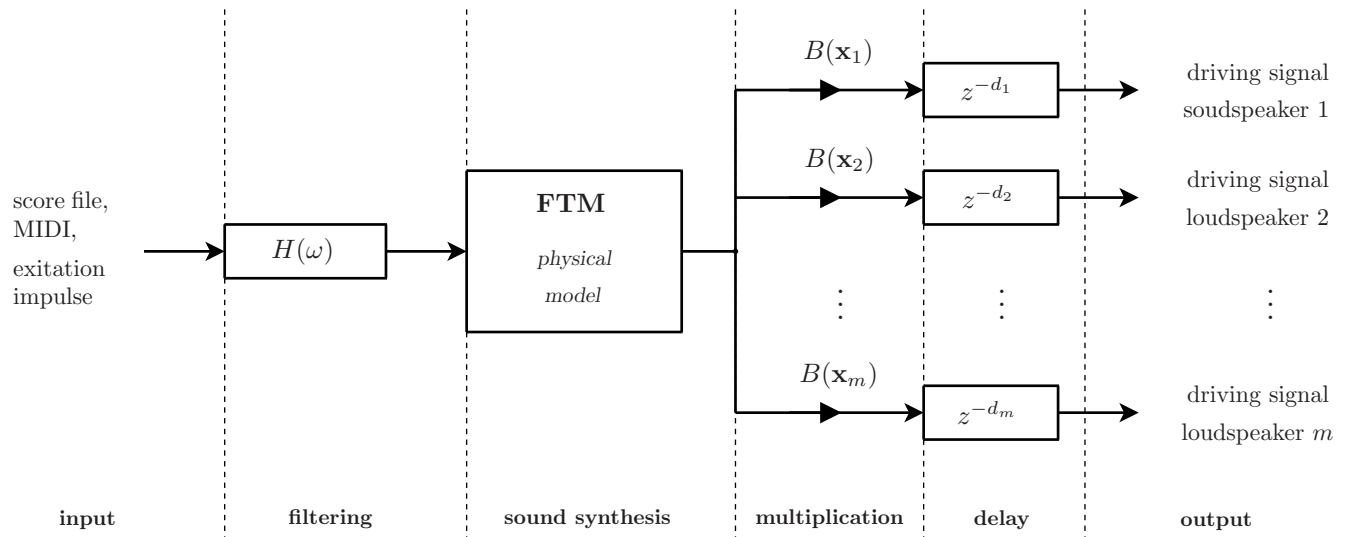 B(x₁)
z^{-d₁}
driving signal
soudspeaker 1
score file,
MIDI,
exitation
impulse
H(ω)
FTM
physical
model
B(x₂)
z^{-d₂}
driving signal
loudspeaker 2
⋮ ⋮ ⋮
B(xₘ)
z^{-dₘ}
driving signal
loudspeaker m
input
filtering
sound synthesis
multiplication
delay
output